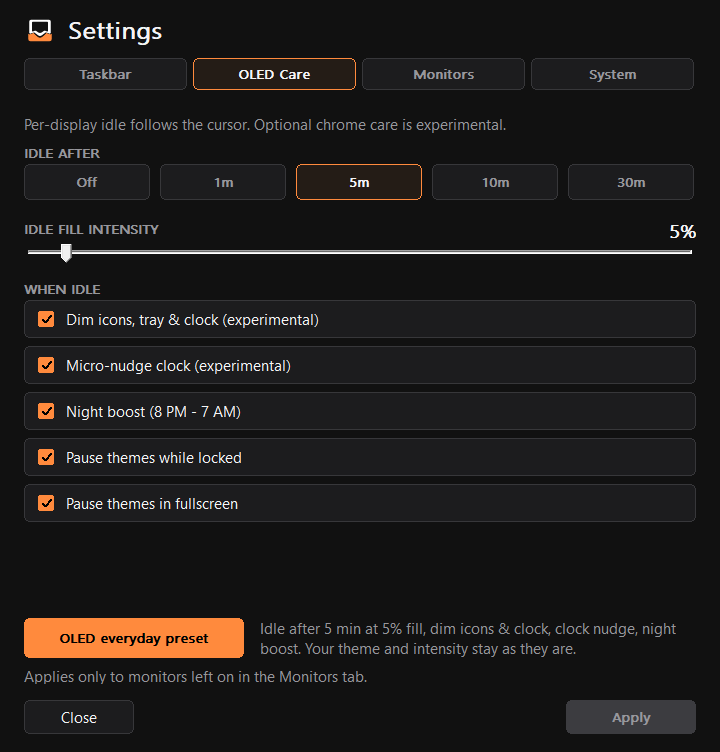 Settings
Taskbar
OLED Care
Monitors
System
Per-display idle follows the cursor. Optional chrome care is experimental.
IDLE AFTER
Off
1m
5m
10m
30m
IDLE FILL INTENSITY
5%
WHEN IDLE
Dim icons, tray & clock (experimental)
Micro-nudge clock (experimental)
Night boost (8 PM - 7 AM)
Pause themes while locked
Pause themes in fullscreen
OLED everyday preset
Idle after 5 min at 5% fill, dim icons & clock, clock nudge, night
boost. Your theme and intensity stay as they are.
Applies only to monitors left on in the Monitors tab.
Close
Apply